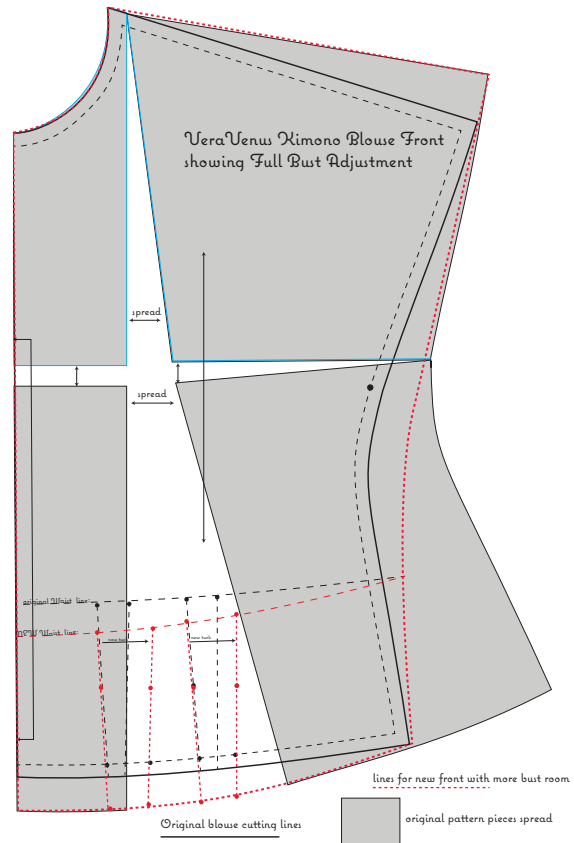 VeraVenus Kimono Blouse Front
showing Full Bust Adjustment
spread
spread
original Waist line:
NEW Waist line:
new tuck
new tuck
lines for new front with more bust room
original pattern pieces spread
Original blouse cutting lines